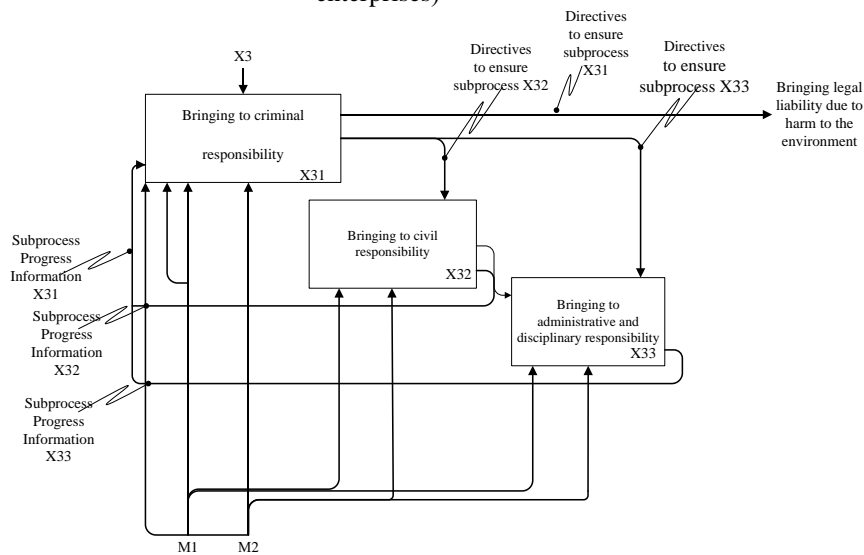 enterprises)
X3
Directives
to ensure
subprocess X32
Directives
to ensure
subprocess
X31
Directives
to ensure
subprocess X33
Bringing legal
liability due to
harm to the
environment
Bringing to criminal
responsibility
X31
Bringing to civil
responsibility
X32
Bringing to
administrative and
disciplinary responsibility
X33
Subprocess
Progress
Information
X31
Subprocess
Progress
Information
X32
Subprocess
Progress
Information
X33
M1
M2